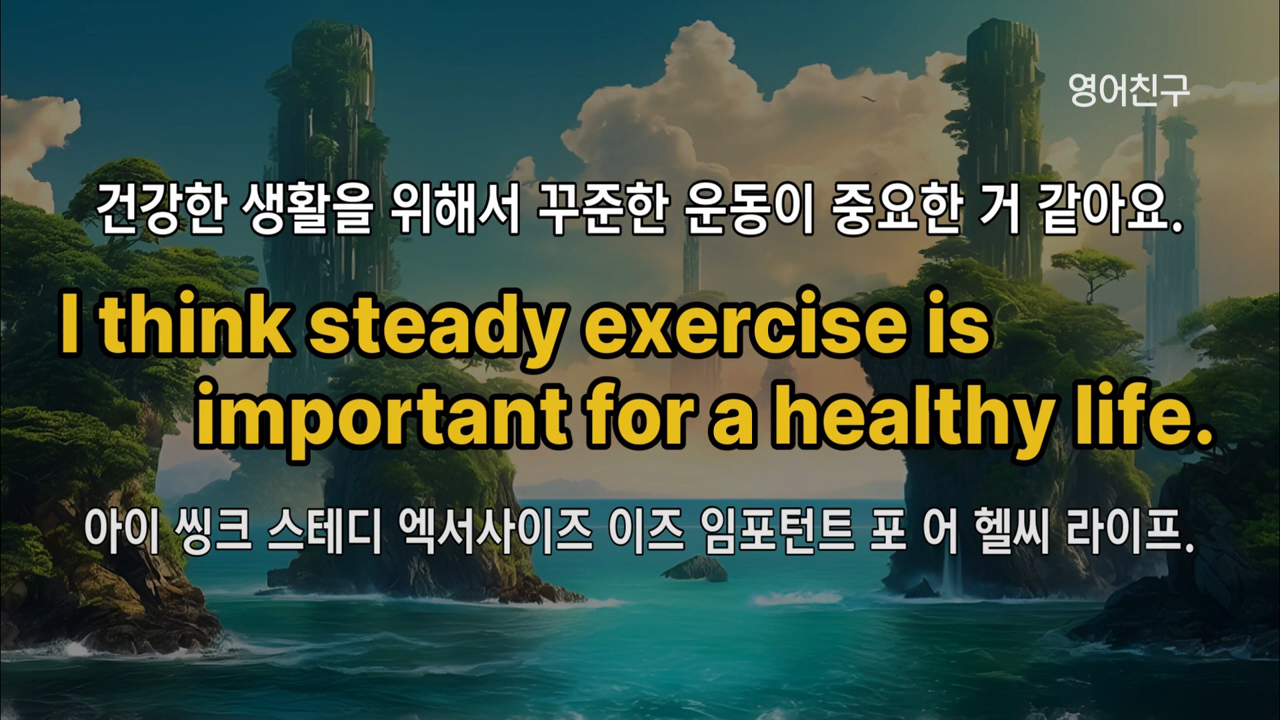 영어친구
건강한 생활을 위해서 꾸준한 운동이 중요한 거 같아요.
I think steady exercise is
important for a healthy life.
아이 씽크 스테디 엑서사이즈 이즈 임포턴트 포 어 헬씨 라이프.